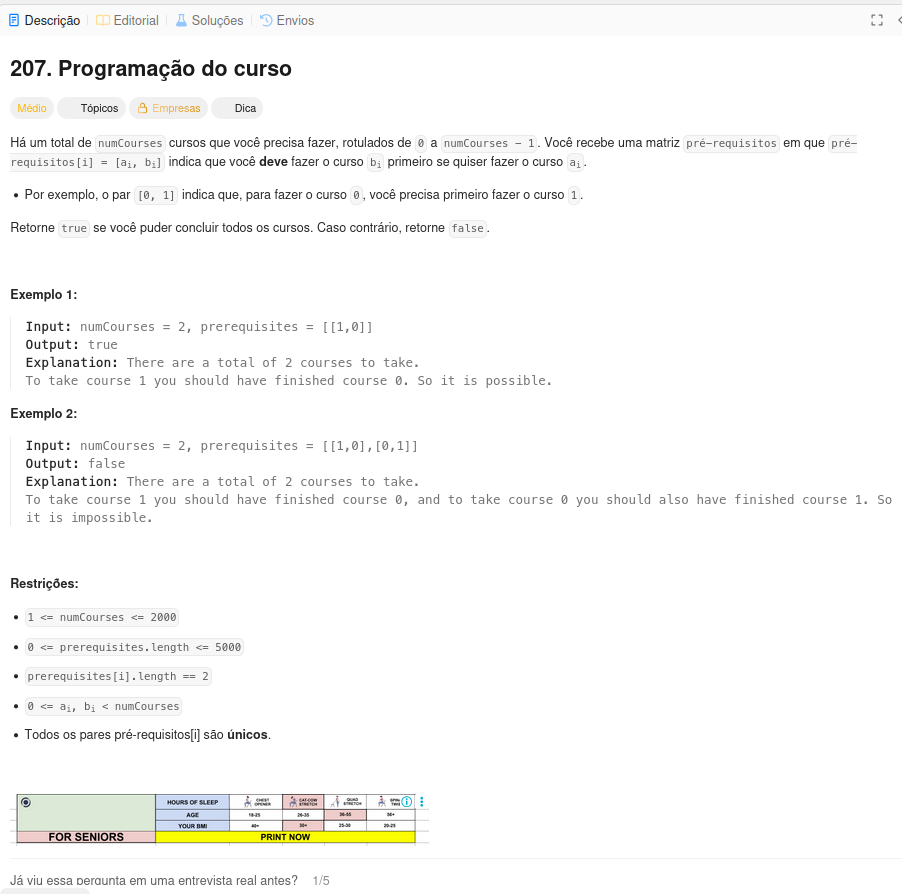 Descrição Editorial Soluções Envios
207. Programação do curso
Médio Tópicos Empresas Dica
Há um total de numCourses cursos que você precisa fazer, rotulados de 0 a numCourses - 1. Você recebe uma matriz pré-requisitos em que pré-
requisitos[i] = [ai, bi] indica que você deve fazer o curso bi primeiro se quiser fazer o curso ai.
• Por exemplo, o par [0, 1] indica que, para fazer o curso 0, você precisa primeiro fazer o curso 1.
Retorne true se você puder concluir todos os cursos. Caso contrário, retorne false.
Exemplo 1:
Input: numCourses = 2, prerequisites = [[1,0]]
Output: true
Explanation: There are a total of 2 courses to take.
To take course 1 you should have finished course 0. So it is possible.
Exemplo 2:
Input: numCourses = 2, prerequisites = [[1,0],[0,1]]
Output: false
Explanation: There are a total of 2 courses to take.
To take course 1 you should have finished course 0, and to take course 0 you should also have finished course 1. So
it is impossible.
Restrições:
• 1 <= numCourses <= 2000
• 0 <= prerequisites.length <= 5000
• prerequisites[i].length == 2
• 0 <= ai, bi < numCourses
• Todos os pares pré-requisitos[i] são únicos.
HOURS OF SLEEP CHEST OPENER CAT-COW STRETCH QUAD STRETCH
AGE 18-25 26-35 36-55 56+
YOUR BMI 40+ 30+ 25-30 20-25
FOR SENIORS PRINT NOW
Já viu essa pergunta em uma entrevista real antes? 1/5